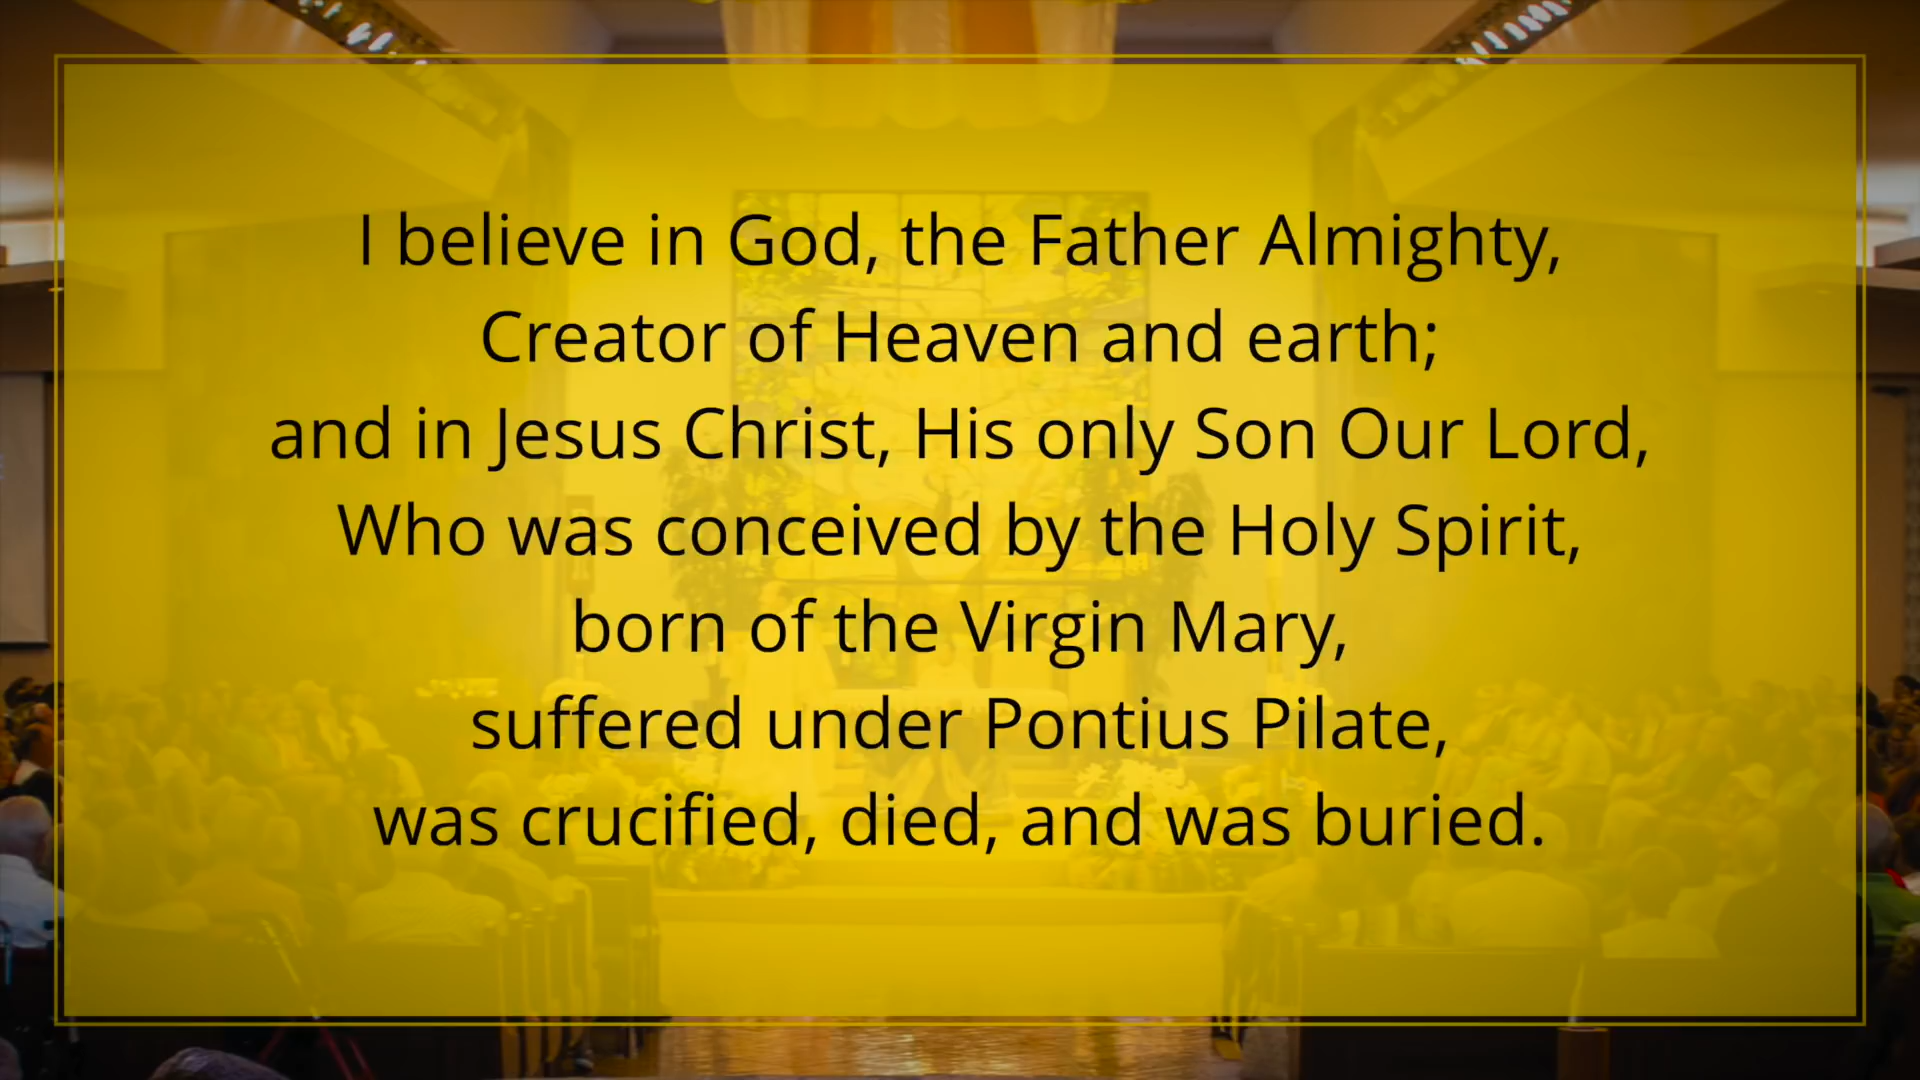 I believe in God, the Father Almighty,
Creator of Heaven and earth;
and in Jesus Christ, His only Son Our Lord,
Who was conceived by the Holy Spirit,
born of the Virgin Mary,
suffered under Pontius Pilate,
was crucified, died, and was buried.